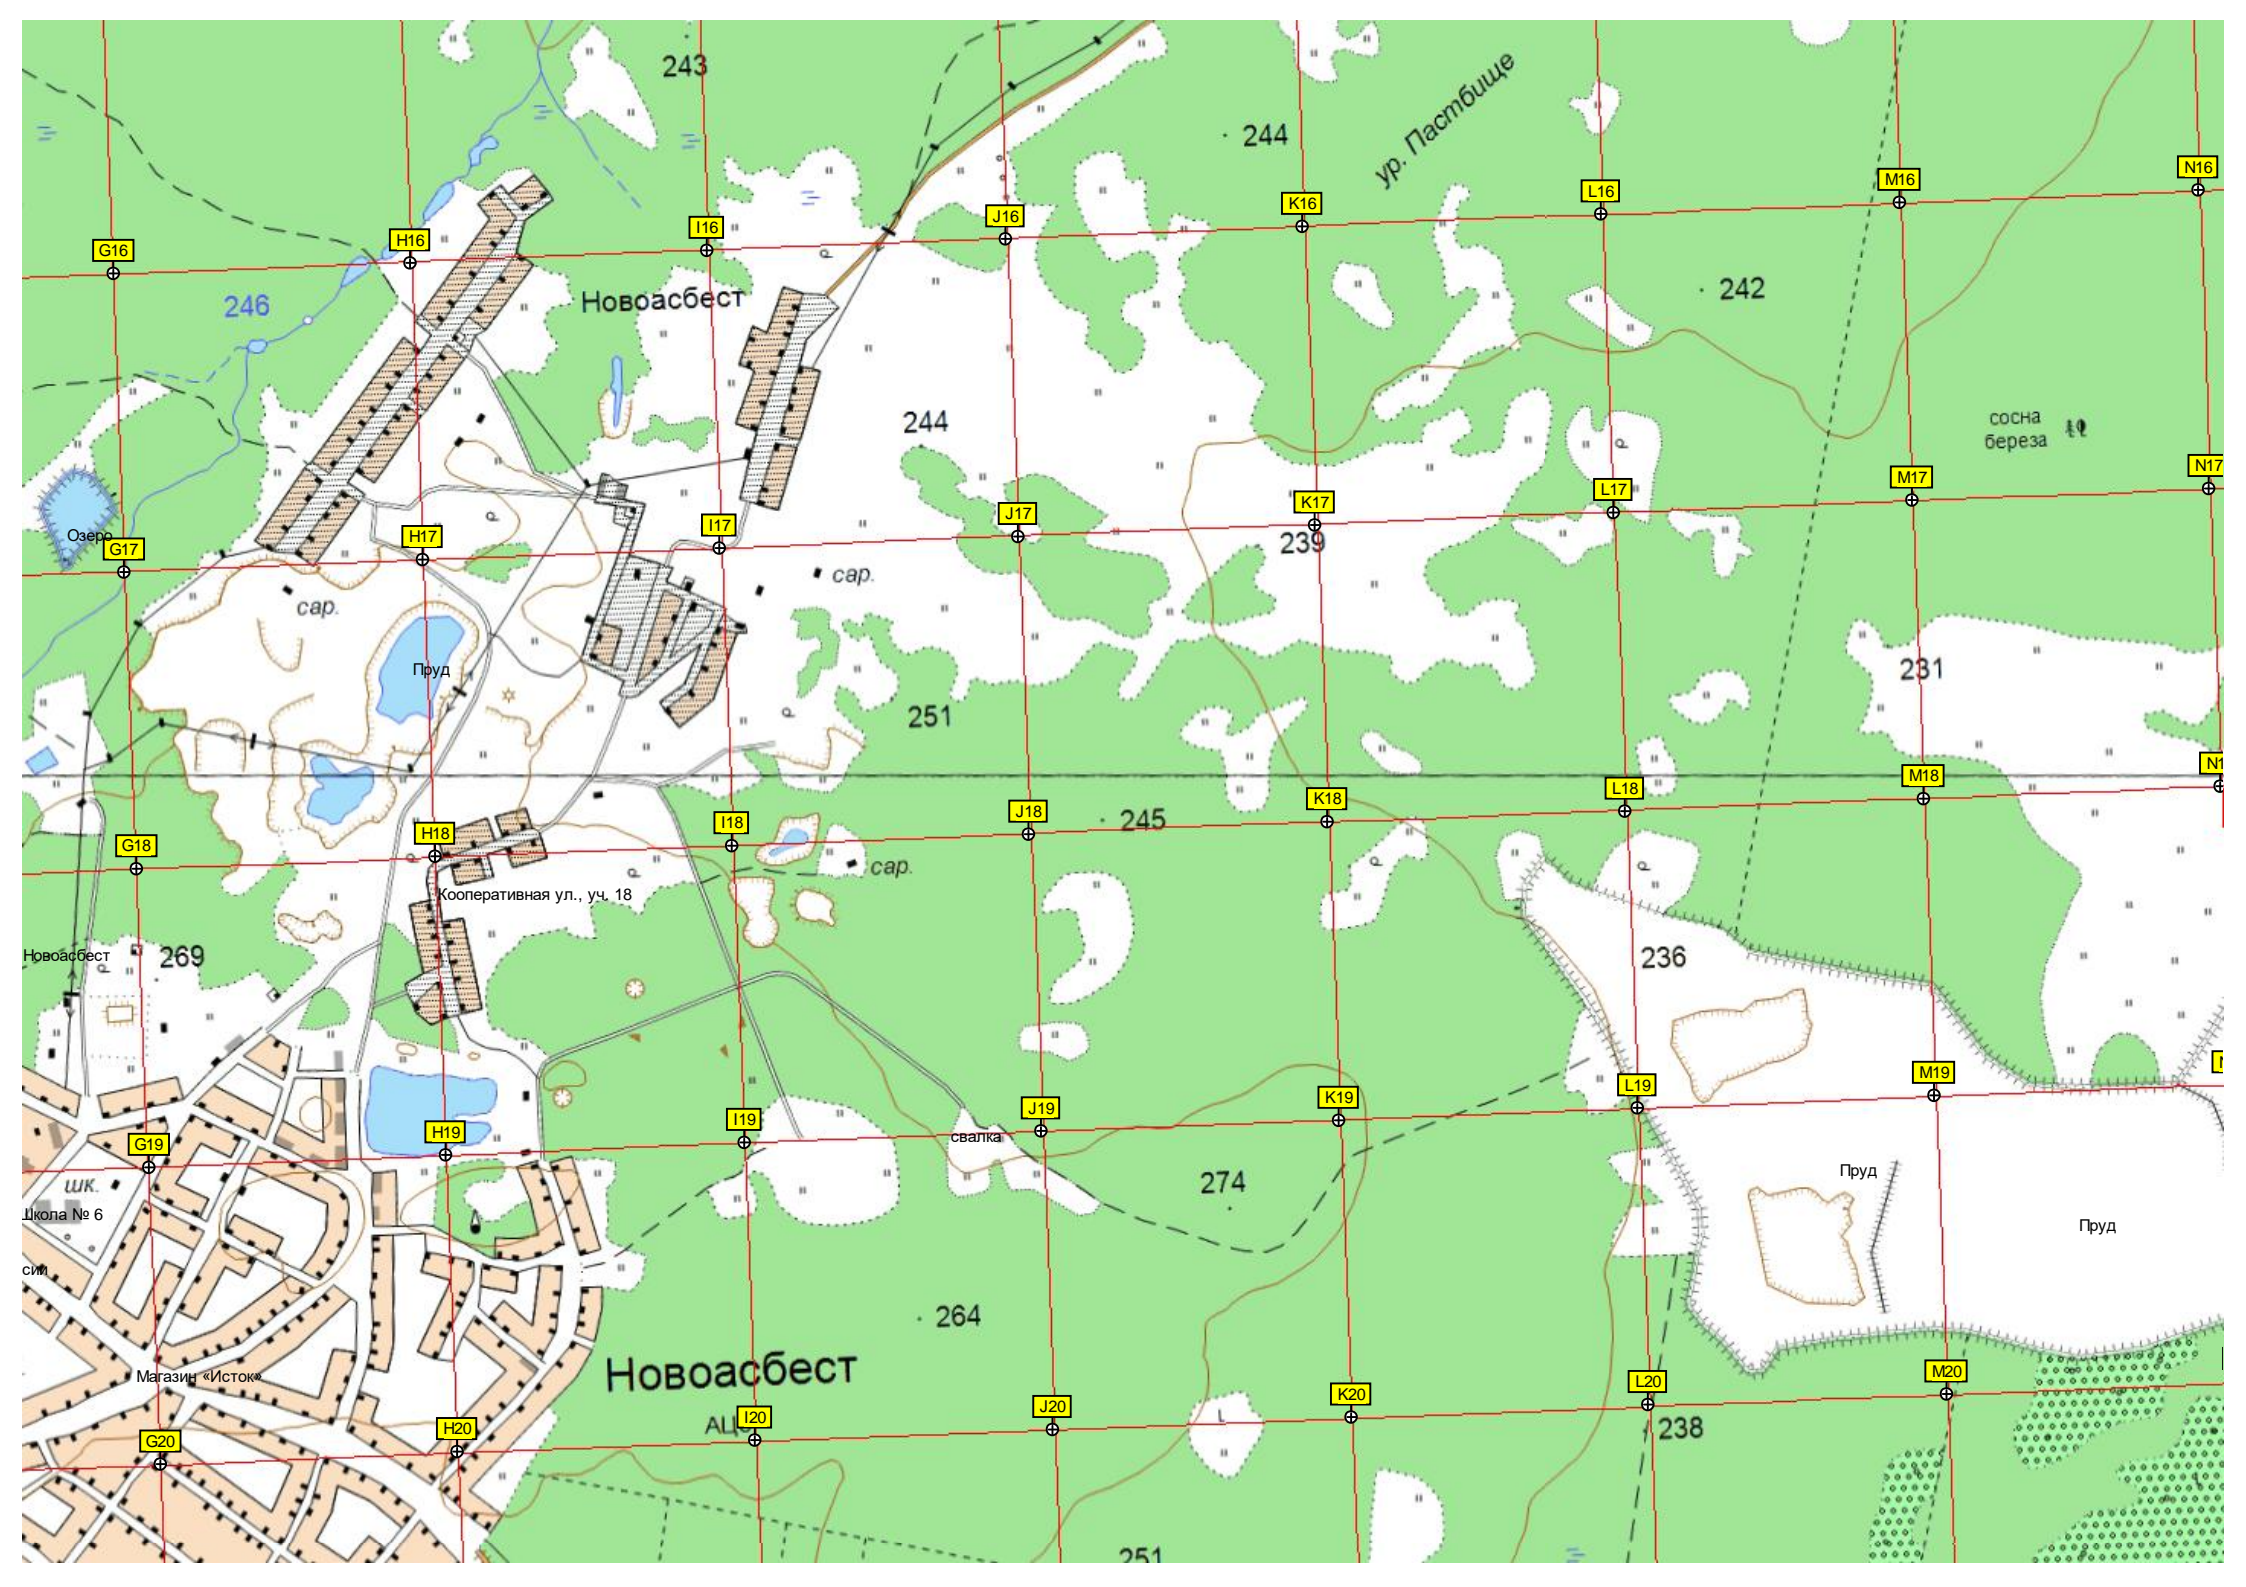 243
244
ур. Пастбище
N16
M16
L16
K16
J16
I16
H16
G16
246
Новоасбест
242
244
сосна
береза
N17
M17
L17
K17
J17
I17
H17
G17
Озеро
239
сар.
сар.
Пруд
231
251
N1
M18
L18
K18
J18
I18
H18
G18
245
сар.
Кооперативная ул., уч. 18
Новоасбест
269
236
N
M19
L19
K19
J19
I19
H19
G19
свалка
шк.
Школа № 6
274
Пруд
Пруд
сии
264
Новоасбест
Магазин «Исток»
M20
L20
K20
J20
I20
H20
G20
238
251